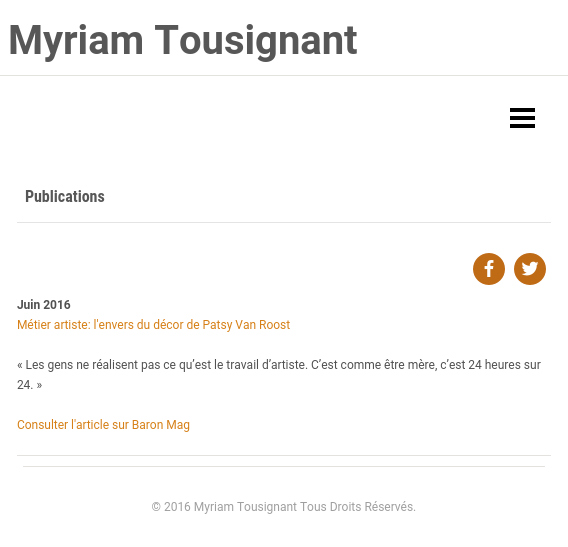 Myriam Tousignant
Publications
Juin 2016
Métier artiste: l'envers du décor de Patsy Van Roost
« Les gens ne réalisent pas ce qu’est le travail d’artiste. C’est comme être mère, c’est 24 heures sur
24. »
Consulter l'article sur Baron Mag
© 2016 Myriam Tousignant Tous Droits Réservés.